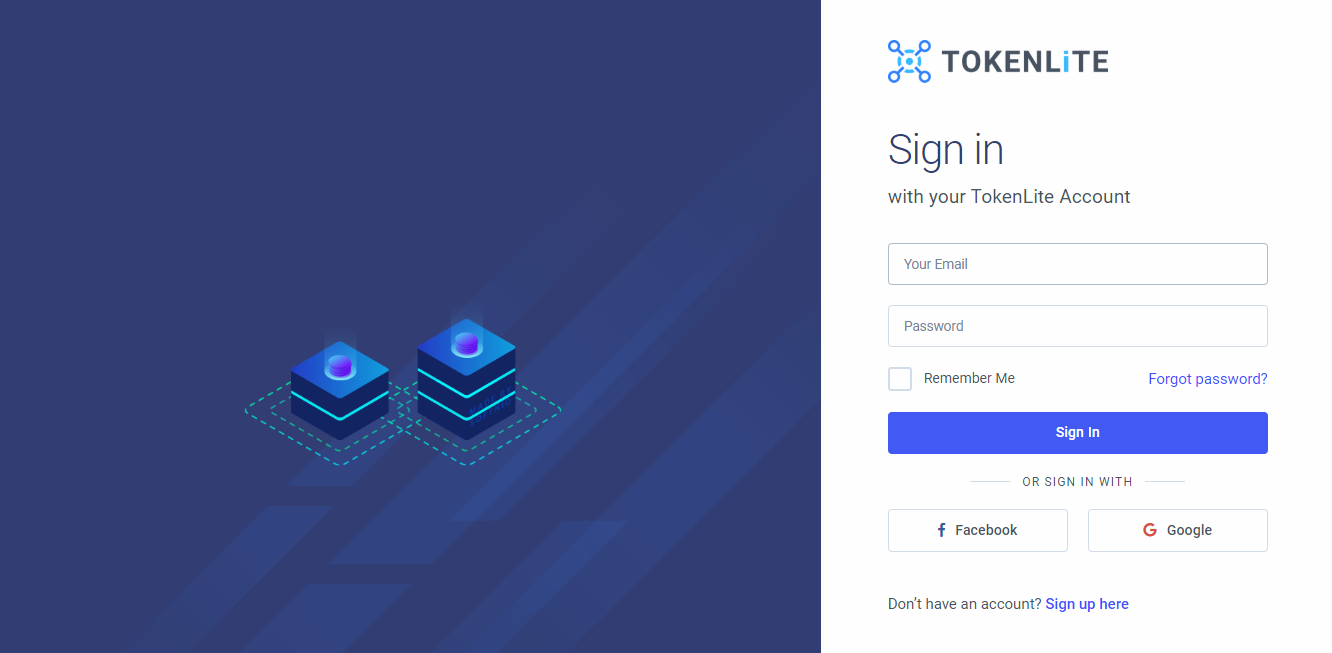 TOKENLiTE
Sign in
with your TokenLite Account
Your Email
Password
Remember Me
Forgot password?
Sign In
OR SIGN IN WITH
Facebook
Google
Don’t have an account? Sign up here